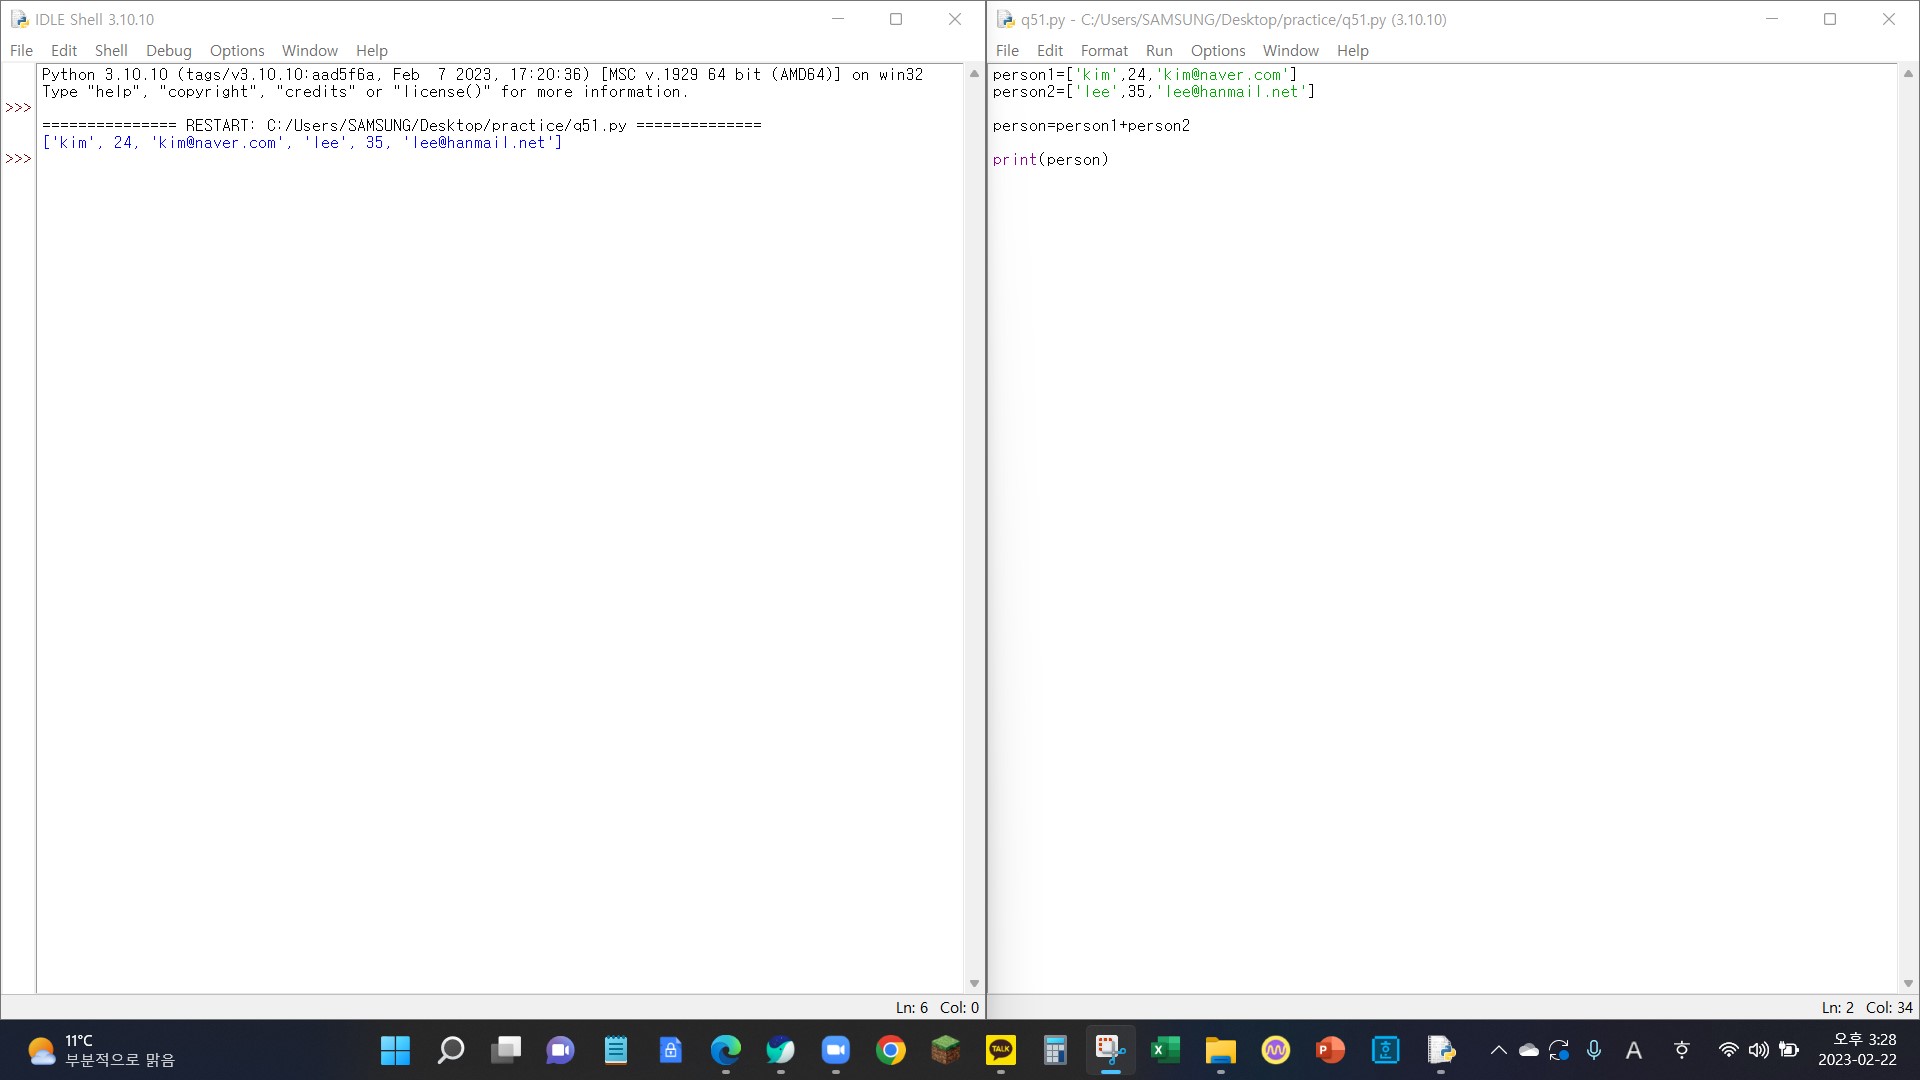 IDLE Shell 3.10.10
File Edit Shell Debug Options Window Help
Python 3.10.10 (tags/v3.10.10:aad5f6a, Feb  7 2023, 17:20:36) [MSC v.1929 64 bit (AMD64)] on win32
Type "help", "copyright", "credits" or "license()" for more information.
>>>
=============== RESTART: C:/Users/SAMSUNG/Desktop/practice/q51.py ==============
['kim', 24, 'kim@naver.com', 'lee', 35, 'lee@hanmail.net']
>>>
Ln: 6 Col: 0
q51.py - C:/Users/SAMSUNG/Desktop/practice/q51.py (3.10.10)
File Edit Format Run Options Window Help
person1=['kim',24,'kim@naver.com']
person2=['lee',35,'lee@hanmail.net']
person=person1+person2
print(person)
Ln: 2 Col: 34
11°C
부분적으로 맑음
TALK
A
오후 3:28
2023-02-22